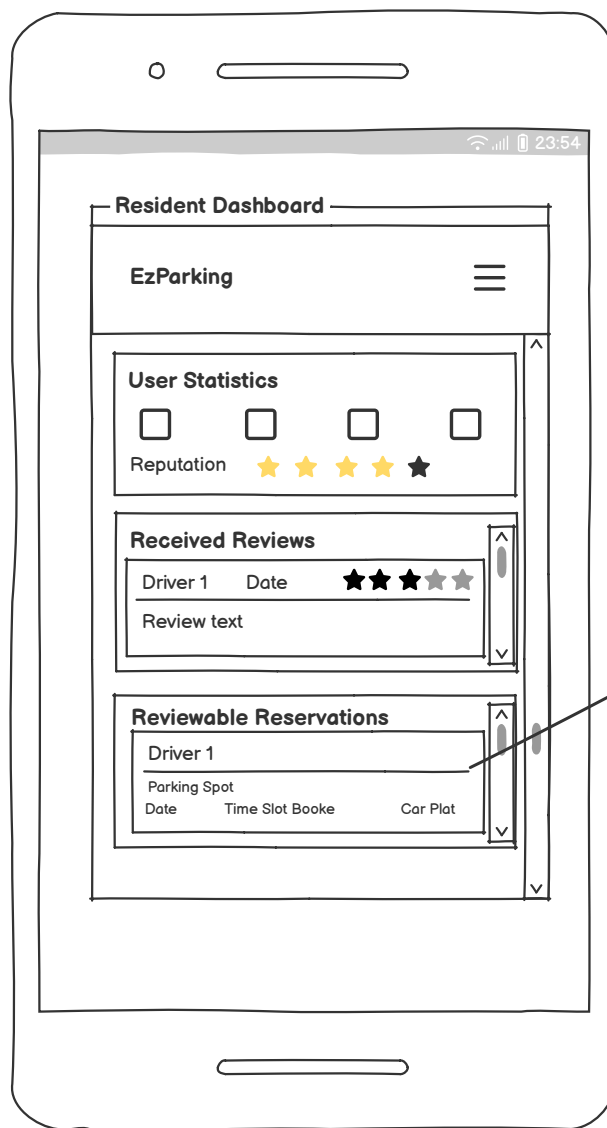 23:54
Resident Dashboard
EzParking
User Statistics
Reputation
Received Reviews
Driver 1 Date
Review text
Reviewable Reservations
Driver 1
Parking Spot
Date Time Slot Booke Car Plat